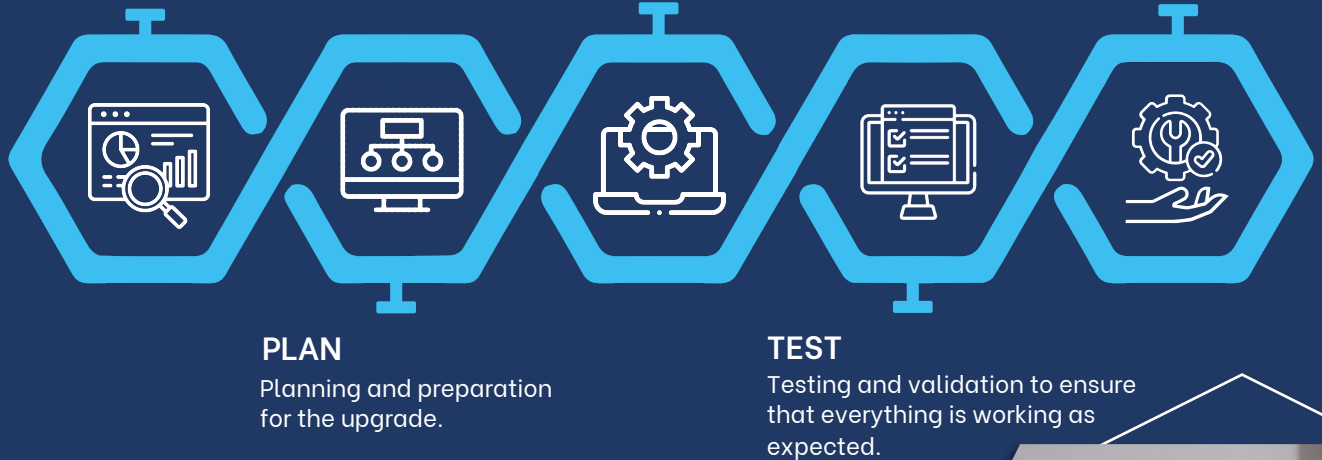 PLAN
Planning and preparation
for the upgrade.
TEST
Testing and validation to ensure
that everything is working as
expected.